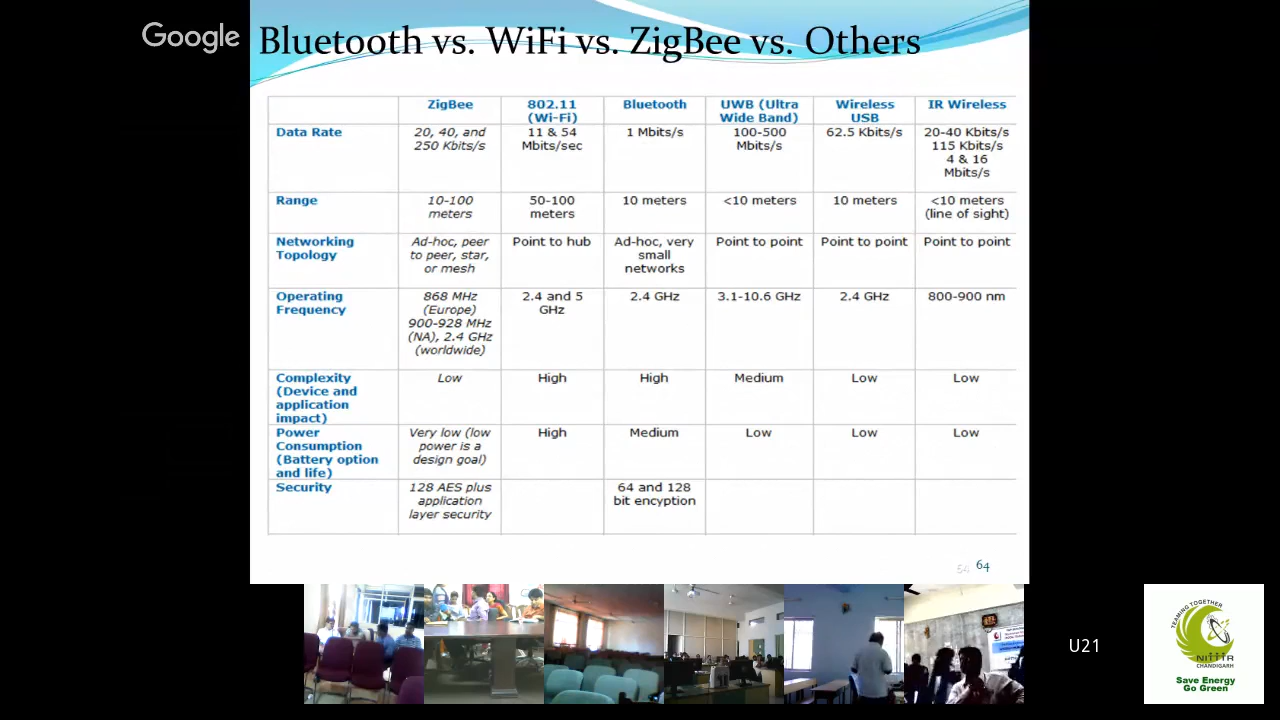 Google
Bluetooth vs. WiFi vs. ZigBee vs. Others
ZigBee
802.11
(Wi-Fi)
Bluetooth
UWB (Ultra
Wide Band)
Wireless
USB
IR Wireless
Data Rate
20, 40, and
250 Kbits/s
11 & 54
Mbits/sec
1 Mbits/s
100-500
Mbits/s
62.5 Kbits/s
20-40 Kbits/s
115 Kbits/s
4 & 16
Mbits/s
Range
10-100
meters
50-100
meters
10 meters
<10 meters
10 meters
<10 meters
(line of sight)
Networking
Topology
Ad-hoc, peer
to peer, star,
or mesh
Point to hub
Ad-hoc, very
small
networks
Point to point
Point to point
Point to point
Operating
Frequency
868 MHz
(Europe)
900-928 MHz
(NA), 2.4 GHz
(worldwide)
2.4 and 5
GHz
2.4 GHz
3.1-10.6 GHz
2.4 GHz
800-900 nm
Complexity
(Device and
application
impact)
Low
High
High
Medium
Low
Low
Power
Consumption
(Battery option
and life)
Very low (low
power is a
design goal)
High
Medium
Low
Low
Low
Security
128 AES plus
application
layer security
64 and 128
bit encyption
64
U21
TEAMING TOGETHER
NITTTR
CHANDIGARH
Save Energy
Go Green